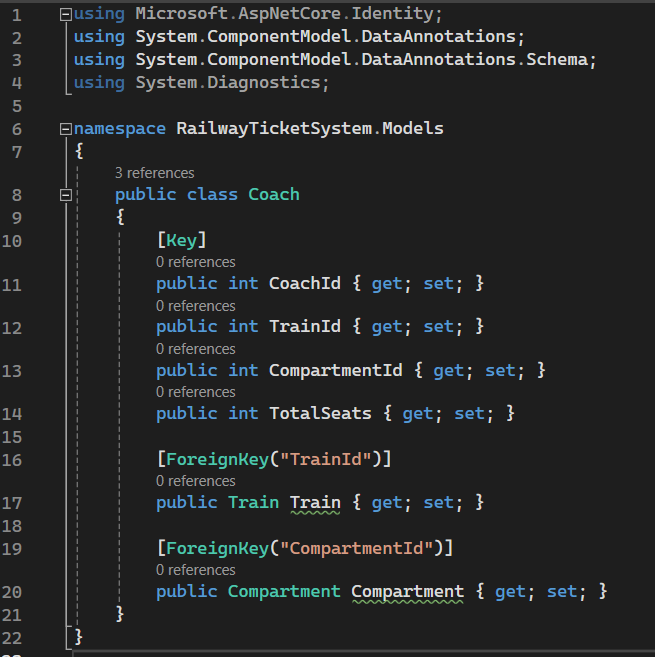 1 using Microsoft.AspNetCore.Identity;
2 using System.ComponentModel.DataAnnotations;
3 using System.ComponentModel.DataAnnotations.Schema;
4 using System.Diagnostics;
5
6 namespace RailwayTicketSystem.Models
7 {
3 references
8 public class Coach
9 {
10 [Key]
0 references
11 public int CoachId { get; set; }
0 references
12 public int TrainId { get; set; }
0 references
13 public int CompartmentId { get; set; }
0 references
14 public int TotalSeats { get; set; }
15
16 [ForeignKey("TrainId")]
0 references
17 public Train Train { get; set; }
18
19 [ForeignKey("CompartmentId")]
0 references
20 public Compartment Compartment { get; set; }
21 }
22 }